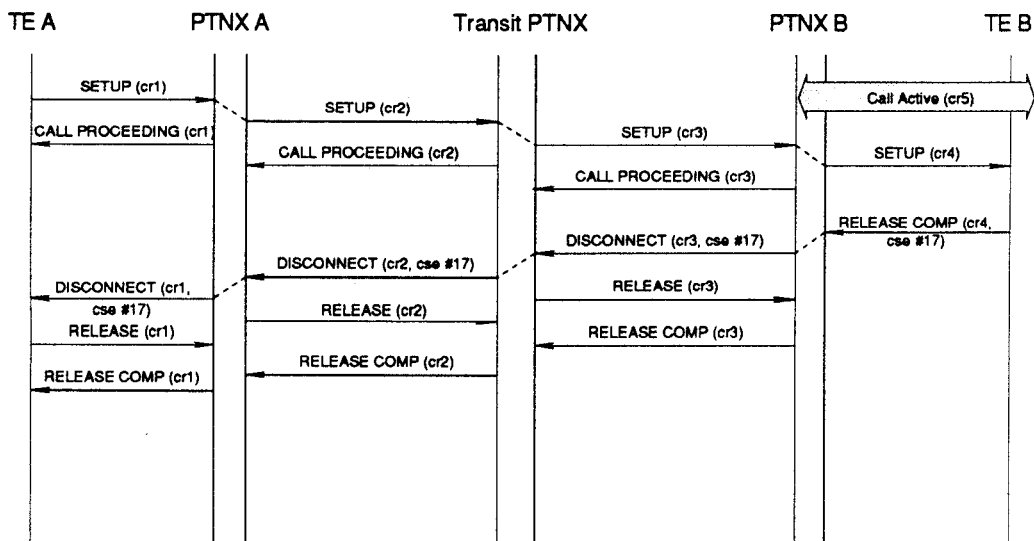 TE A PTNX A Transit PTNX PTNX B TE B
SETUP (cr1)
Call Active (cr5)
SETUP (cr2)
CALL PROCEEDING (cr1)
SETUP (cr3)
CALL PROCEEDING (cr2)
SETUP (cr4)
CALL PROCEEDING (cr3)
RELEASE COMP (cr4,
cse #17)
DISCONNECT (cr3, cse #17)
DISCONNECT (cr2, cse #17)
DISCONNECT (cr1,
cse #17)
RELEASE (cr3)
RELEASE (cr2)
RELEASE (cr1)
RELEASE COMP (cr3)
RELEASE COMP (cr2)
RELEASE COMP (cr1)